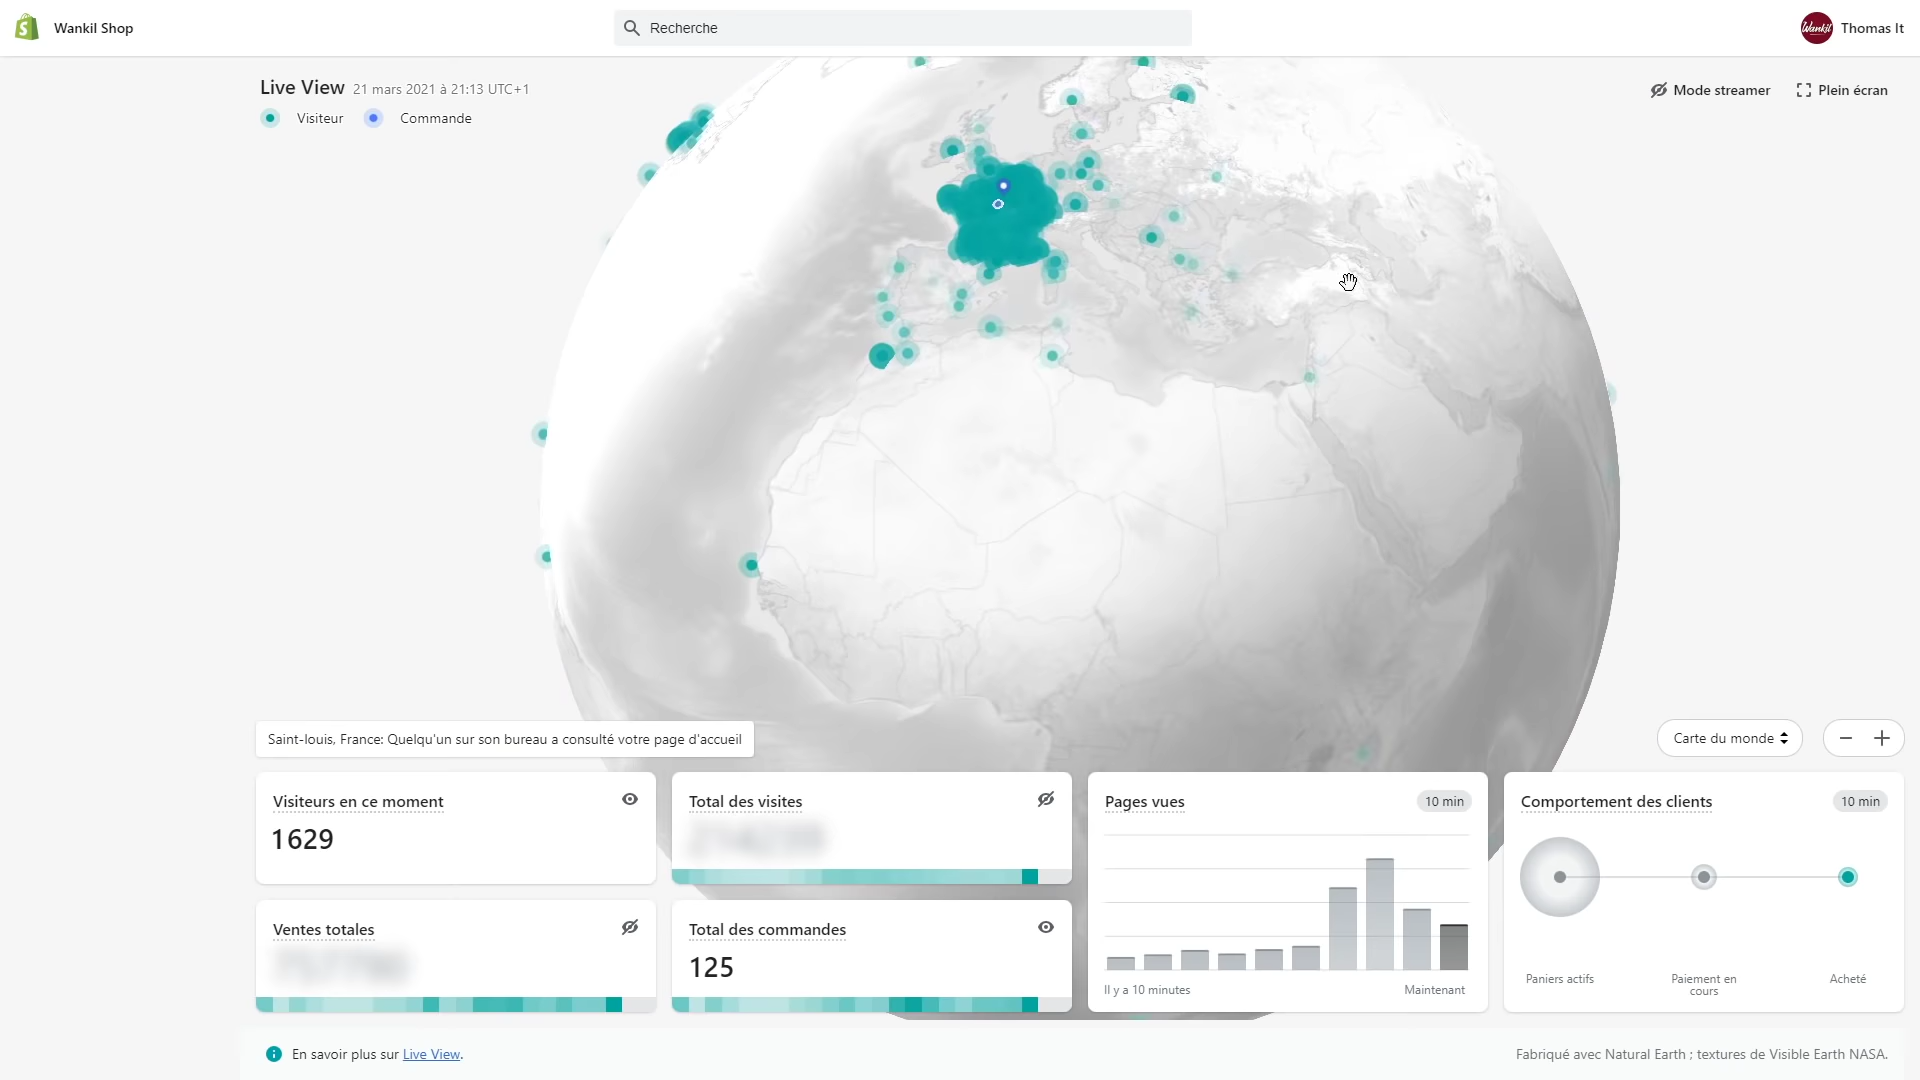 Wankil Shop
Recherche
Wankil
Thomas It
Live View 21 mars 2021 à 21:13 UTC+1
Mode streamer
Plein écran
Visiteur
Commande
Saint-louis, France: Quelqu'un sur son bureau a consulté votre page d'accueil
Carte du monde
Visiteurs en ce moment
1629
Total des visites
Pages vues
10 min
Il y a 10 minutes
Maintenant
Comportement des clients
10 min
Paniers actifs
Paiement en
cours
Acheté
Ventes totales
Total des commandes
125
En savoir plus sur Live View.
Fabriqué avec Natural Earth ; textures de Visible Earth NASA.